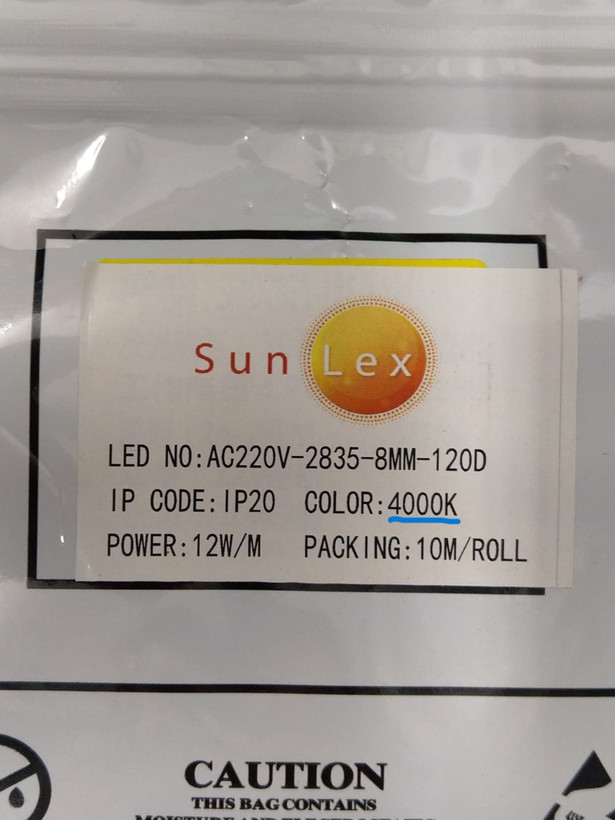 Sun Lex
LED NO:AC220V-2835-8MM-120D
IP CODE:IP20 COLOR:4000K
POWER:12W/M PACKING:10M/ROLL
CAUTION
THIS BAG CONTAINS